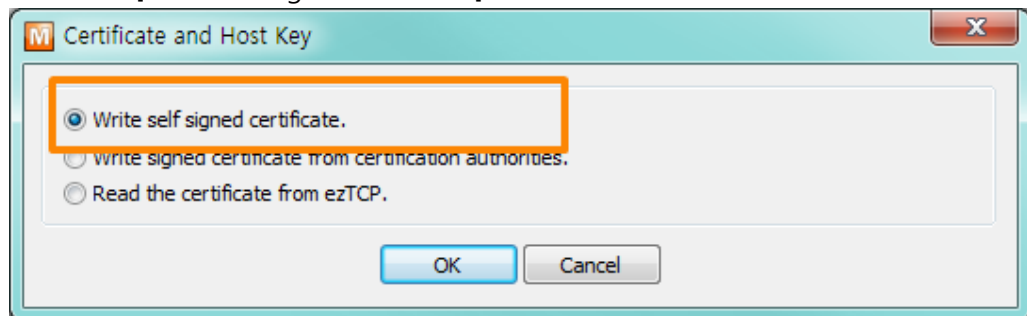 Certificate and Host Key
Write self signed certificate.
Write signed certificate from certification authorities.
Read the certificate from ezTCP.
OK Cancel